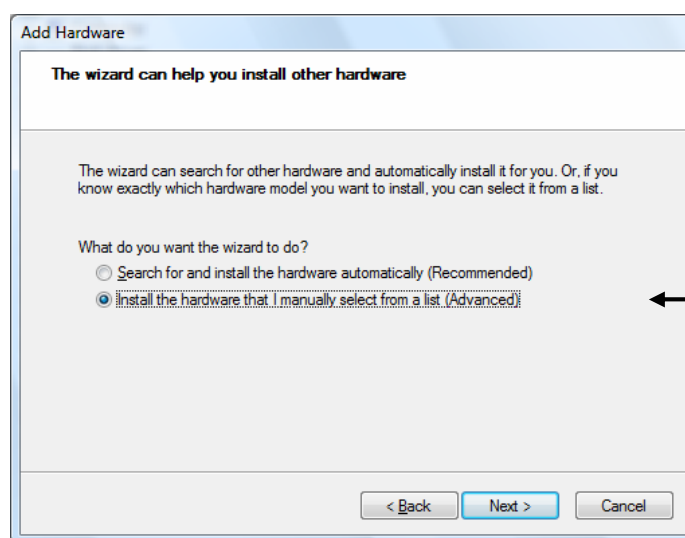 Add Hardware
The wizard can help you install other hardware
The wizard can search for other hardware and automatically install it for you. Or, if you
know exactly which hardware model you want to install, you can select it from a list.
What do you want the wizard to do?
Search for and install the hardware automatically (Recommended)
Install the hardware that I manually select from a list (Advanced)
< Back Next > Cancel